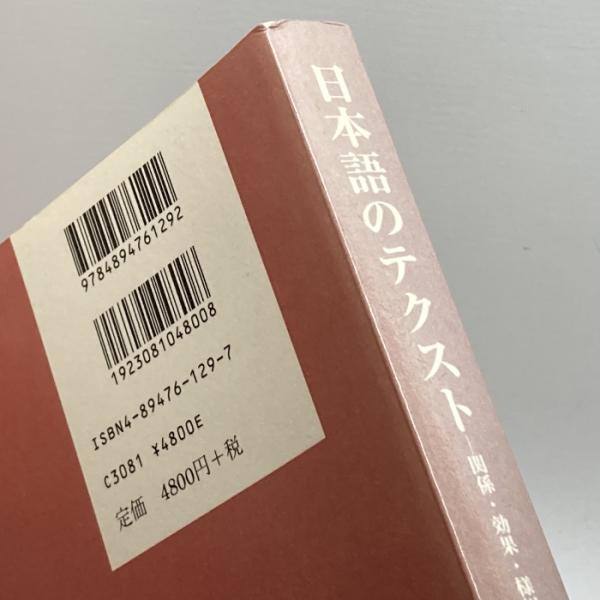 9784894761292
1923081048008
ISBN4-89476-129-7
C3081 ¥4800E
定価 4800円+税
日本語のテクスト―関係・効果・様